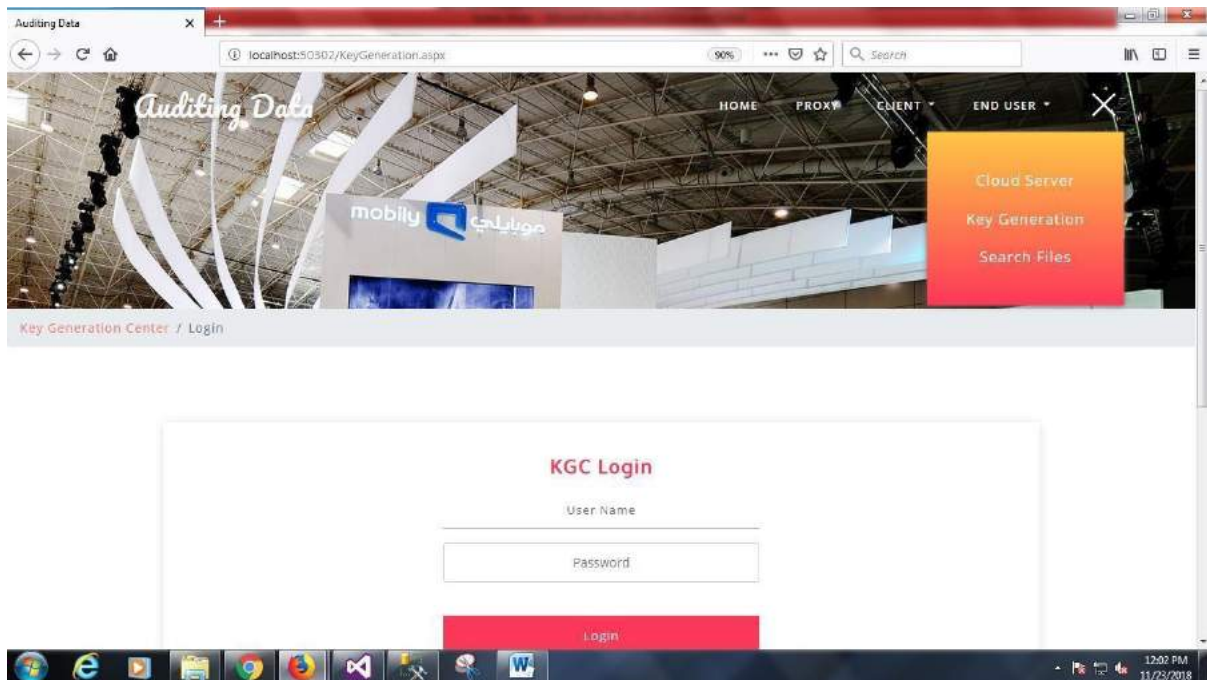 Auditing Data
localhost:50302/KeyGeneration.aspx
90%
Search
Auditing Data
HOME
PROXY
CLIENT
END USER
Cloud Server
Key Generation
Search Files
mobily موبايلي
Key Generation Center / Login
KGC Login
User Name
Password
Login
12:02 PM
11/23/2018